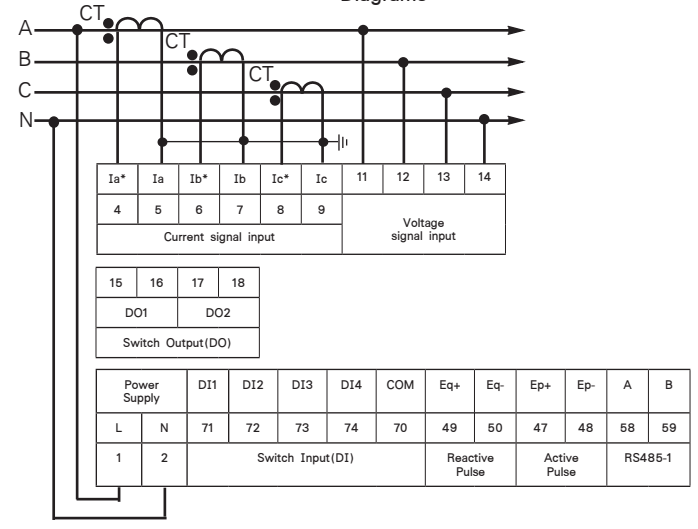 Diagrams
A
CT
B
CT
C
CT
N
Ia* Ia Ib* Ib Ic* Ic 11 12 13 14
4 5 6 7 8 9
Voltage
signal input
Current signal input
15 16 17 18
DO1 DO2
Switch Output(DO)
Power
Supply
DI1 DI2 DI3 DI4 COM Eq+ Eq- Ep+ Ep- A B
L N 71 72 73 74 70 49 50 47 48 58 59
1 2 Switch Input(DI)
Reactive
Pulse
Active
Pulse
RS485-1